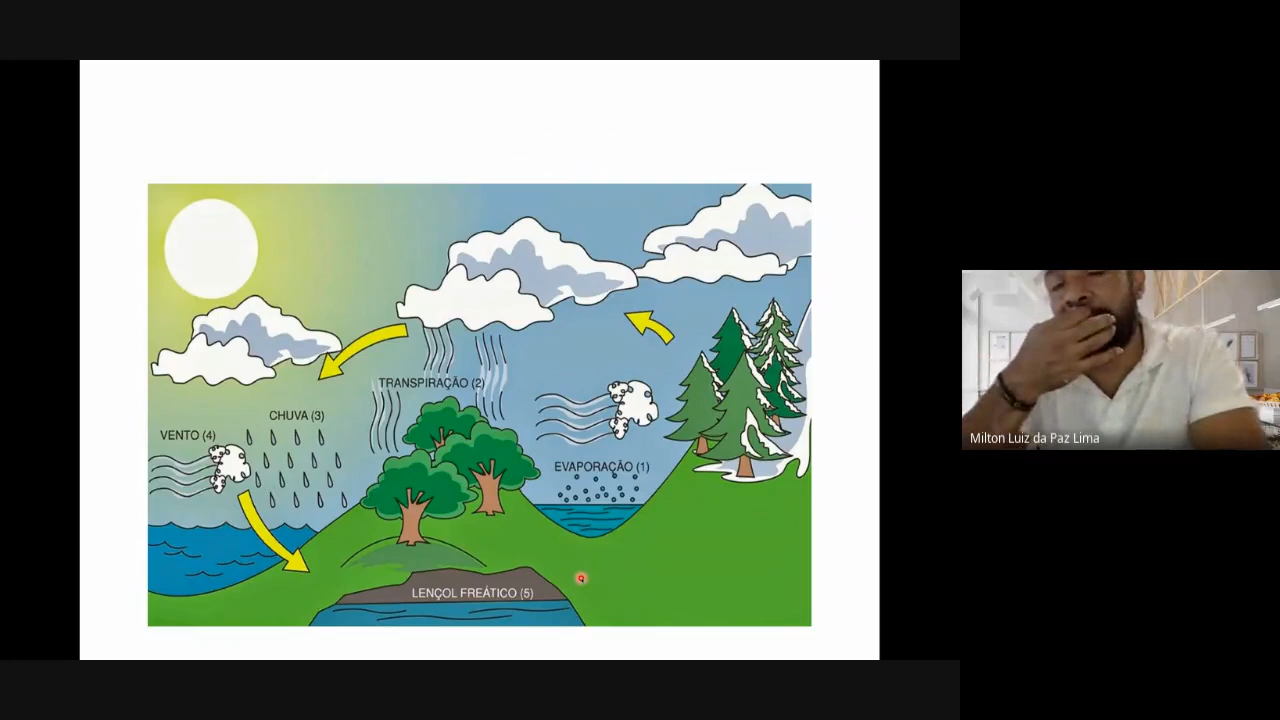 TRANSPIRAÇÃO (2)
CHUVA (3)
VENTO (4)
EVAPORAÇÃO (1)
LENÇOL FREÁTICO (5)
Milton Luiz da Paz Lima